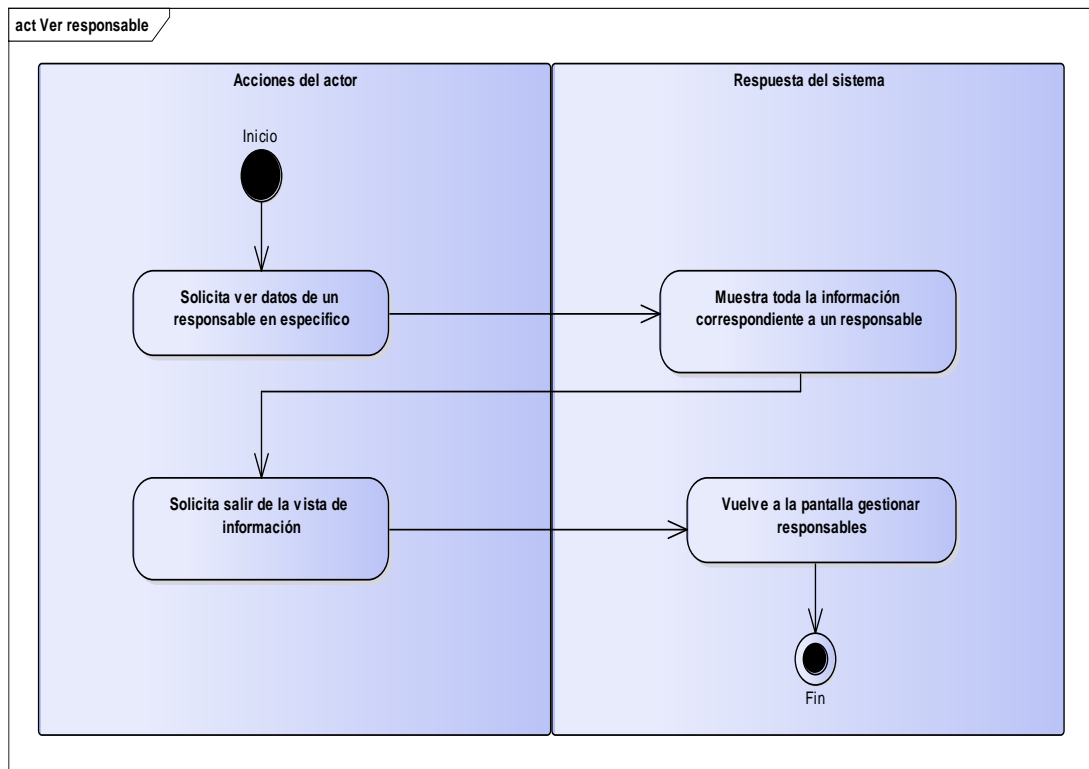 act Ver responsable
Acciones del actor
Respuesta del sistema
Inicio
Solicita ver datos de un
responsable en especifico
Muestra toda la información
correspondiente a un responsable
Solicita salir de la vista de
información
Vuelve a la pantalla gestionar
responsables
Fin